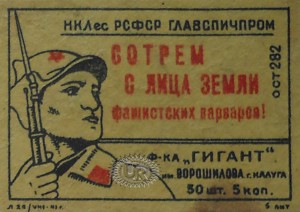 НКЛес РСФСР ГЛАВСПИЧПРОМ
СОТРЕМ
С ЛИЦА ЗЕМЛИ
фашистских варваров!
ОСТ 282
Ф-КА „ГИГАНТ"
им. ВОРОШИЛОВА г. КАЛУГА
50 шт. 5 коп.